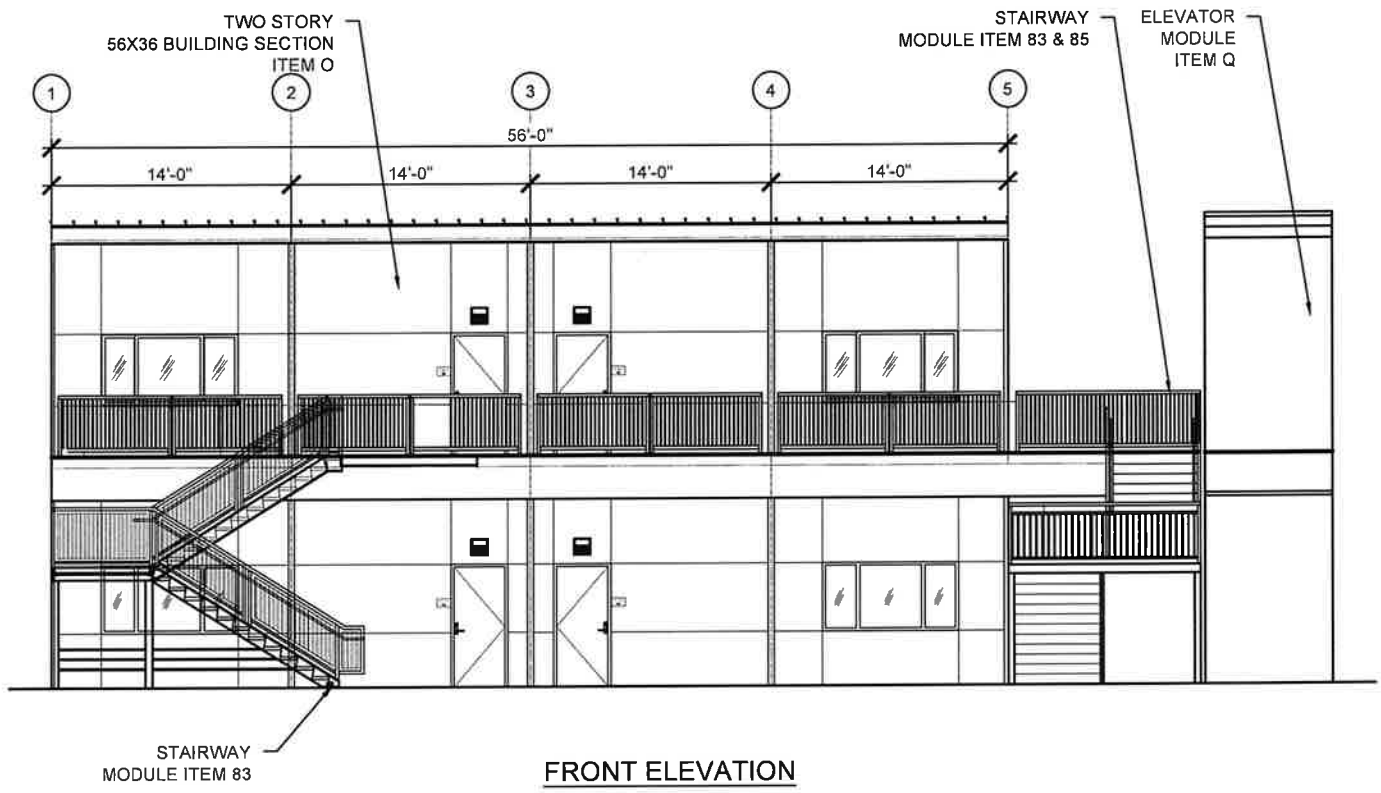 TWO STORY
56X36 BUILDING SECTION
ITEM O
STAIRWAY
MODULE ITEM 83 & 85
ELEVATOR
MODULE
ITEM Q
1
2
3
4
5
56'-0"
14'-0"
14'-0"
14'-0"
14'-0"
STAIRWAY
MODULE ITEM 83
FRONT ELEVATION